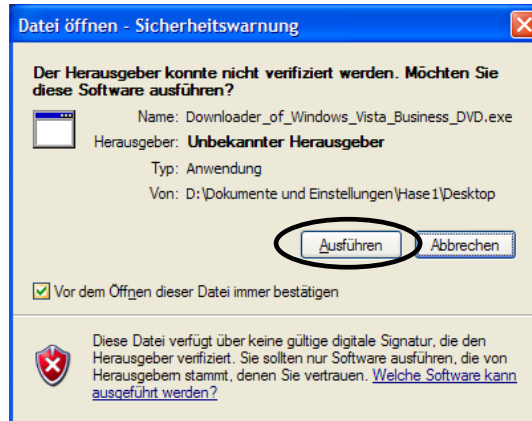 Datei öffnen - Sicherheitswarnung
Der Herausgeber konnte nicht verifiziert werden. Möchten Sie
diese Software ausführen?
Name: Downloader_of_Windows_Vista_Business_DVD.exe
Herausgeber: Unbekannter Herausgeber
Typ: Anwendung
Von: D:\Dokumente und Einstellungen\Hase1\Desktop
Ausführen Abbrechen
Vor dem Öffnen dieser Datei immer bestätigen
Diese Datei verfügt über keine gültige digitale Signatur, die den
Herausgeber verifiziert. Sie sollten nur Software ausführen, die von
Herausgebern stammt, denen Sie vertrauen. Welche Software kann
ausgeführt werden?